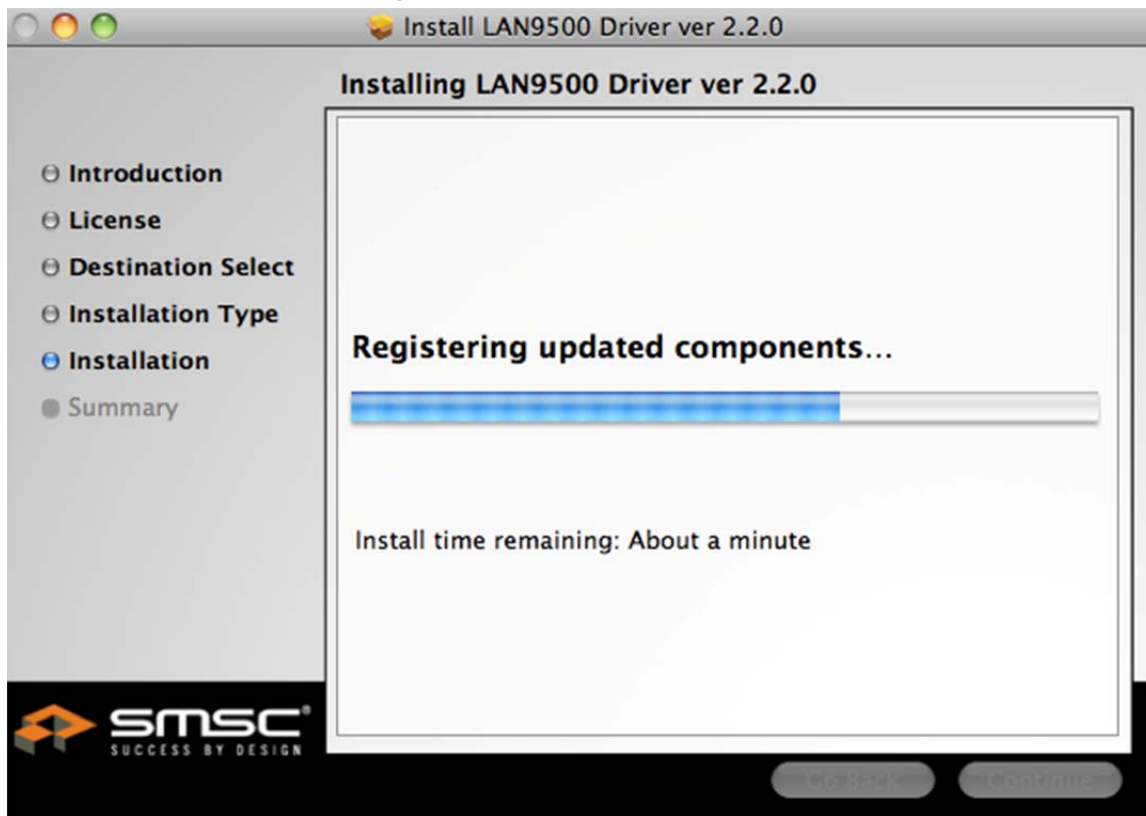 Install LAN9500 Driver ver 2.2.0
Installing LAN9500 Driver ver 2.2.0
Introduction
License
Destination Select
Installation Type
Installation
Summary
Registering updated components...
Install time remaining: About a minute
smsc®
SUCCESS BY DESIGN
Go Back
Continue